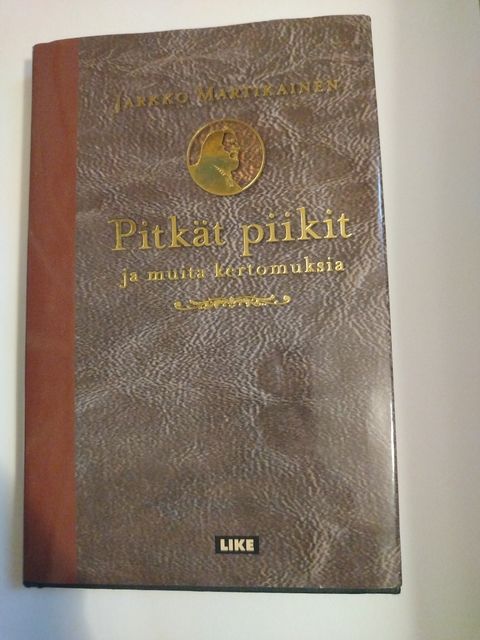 JARKKO MARTIKAINEN
Pitkät piikit
ja muita kertomuksia
LIKE